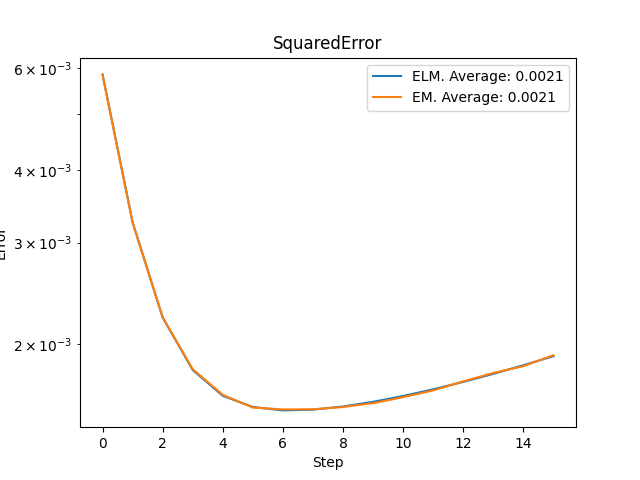 SquaredError
ELM. Average: 0.0021
EM. Average: 0.0021
6 × 10⁻³
4 × 10⁻³
3 × 10⁻³
2 × 10⁻³
Error
0 2 4 6 8 10 12 14
Step